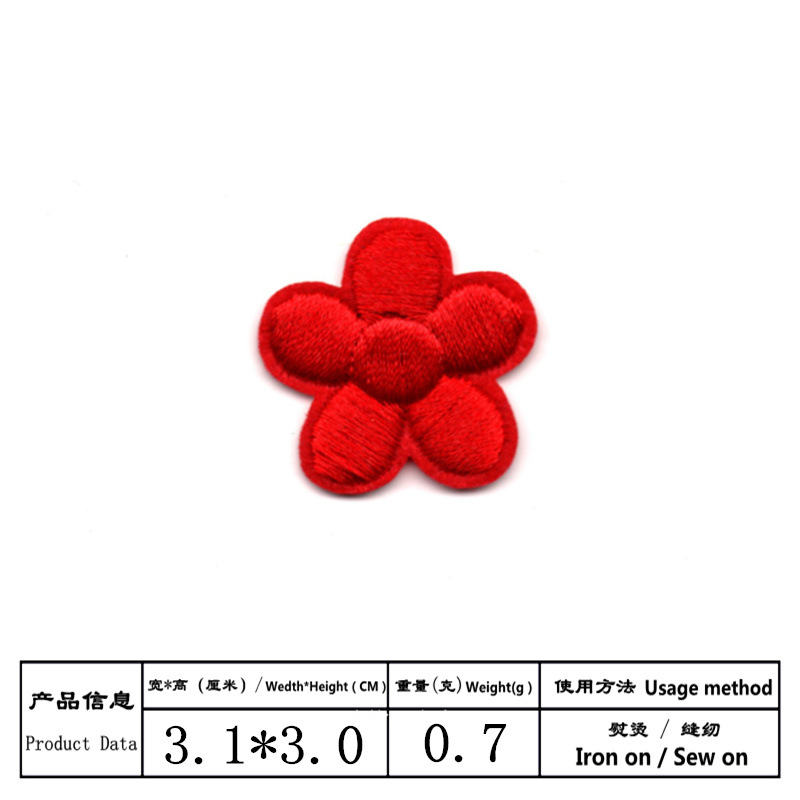 产品信息
Product Data
宽*高（厘米）/ Wedth*Height ( CM )
3.1*3.0
重量(克) Weight(g)
0.7
使用方法 Usage method
熨烫 / 缝纫
Iron on / Sew on